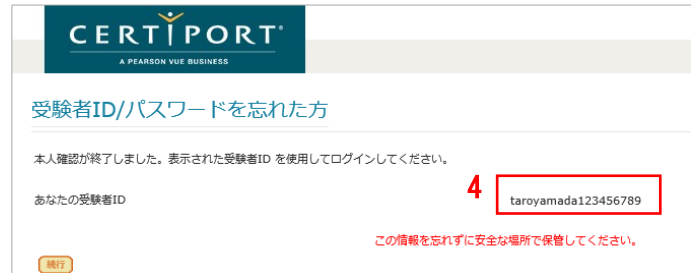 CERTIPORT
A PEARSON VUE BUSINESS
受験者ID/パスワードを忘れた方
本人確認が終了しました。表示された受験者ID を使用してログインしてください。
4
あなたの受験者ID taroyamada123456789
この情報を忘れずに安全な場所で保管してください。
続行